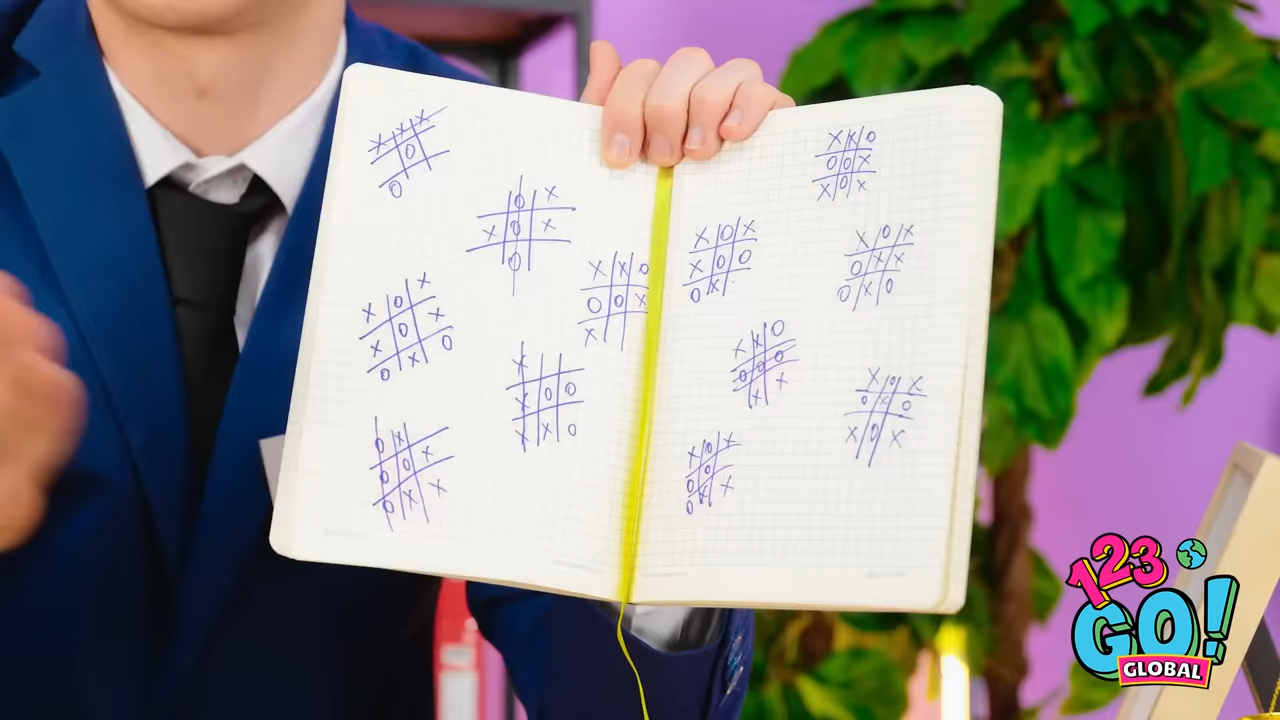 X X X
O
O
O X
X O X
O
X X O
O O X
X
X O X
O X
X X O
O
X
X O O
X
X X O
O X
O X
O O X
O X X
X X O
O O X
X O X
X O X
X O O
O X
X O X
O X X
O X O
X X O
O O O
X X
X O X
O X O
X O X
X O X
O
O X X
O
123
GO!
GLOBAL